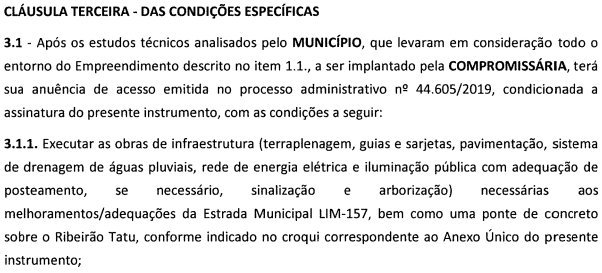 CLÁUSULA TERCEIRA - DAS CONDIÇÕES ESPECÍFICAS
3.1 - Após os estudos técnicos analisados pelo MUNICÍPIO, que levaram em consideração todo o
entorno do Empreendimento descrito no item 1.1., a ser implantado pela COMPROMISSÁRIA, terá
sua anuência de acesso emitida no processo administrativo nº 44.605/2019, condicionada a
assinatura do presente instrumento, com as condições a seguir:
3.1.1. Executar as obras de infraestrutura (terraplenagem, guias e sarjetas, pavimentação, sistema
de drenagem de águas pluviais, rede de energia elétrica e iluminação pública com adequação de
posteamento, se necessário, sinalização e arborização) necessárias aos
melhoramentos/adequações da Estrada Municipal LIM-157, bem como uma ponte de concreto
sobre o Ribeirão Tatu, conforme indicado no croqui correspondente ao Anexo Único do presente
instrumento;